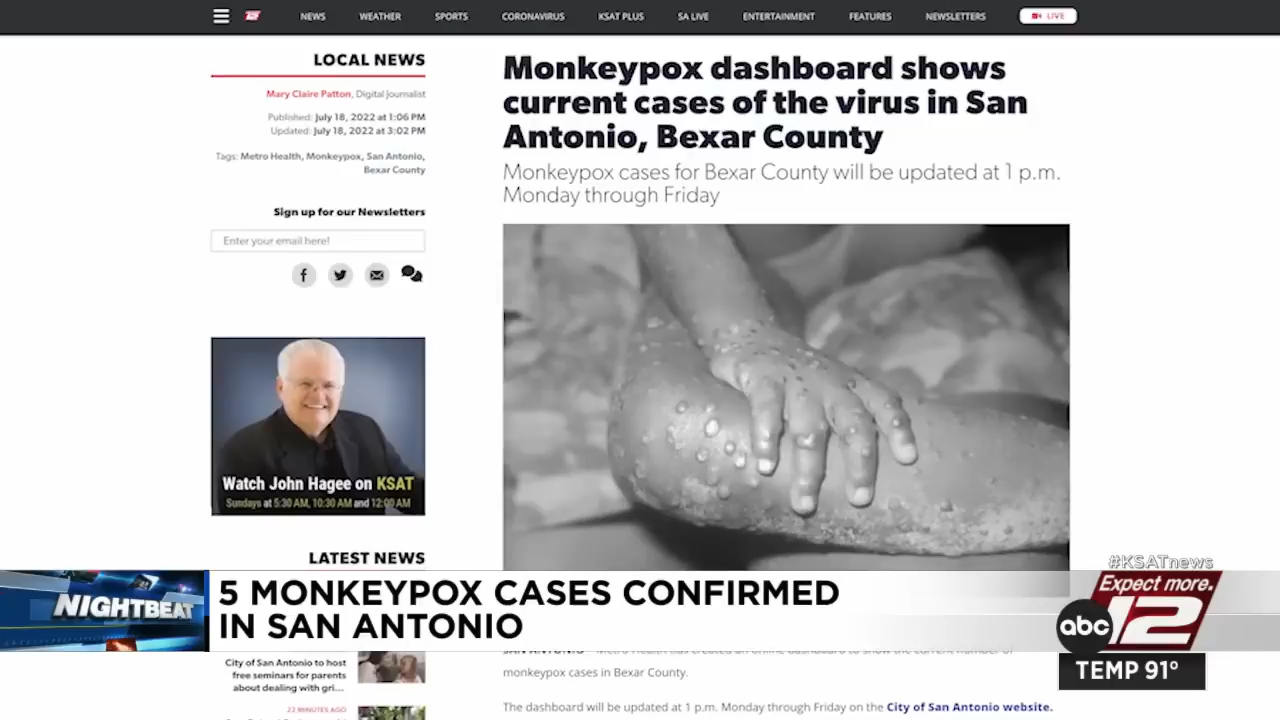 NEWS WEATHER SPORTS CORONAVIRUS KSAT PLUS SA LIVE ENTERTAINMENT FEATURES NEWSLETTERS LIVE
LOCAL NEWS
Mary Claire Patton, Digital Journalist
Published: July 18, 2022 at 1:06 PM
Updated: July 18, 2022 at 3:02 PM
Tags: Metro Health, Monkeypox, San Antonio,
Bexar County
Sign up for our Newsletters
Enter your email here!
Watch John Hagee on KSAT
Sundays at 5:30 AM, 10:30 AM and 12:00 AM
LATEST NEWS
Monkeypox dashboard shows
current cases of the virus in San
Antonio, Bexar County
Monkeypox cases for Bexar County will be updated at 1 p.m.
Monday through Friday
#KSATnews
NIGHTBEAT
5 MONKEYPOX CASES CONFIRMED
IN SAN ANTONIO
Expect more.
abc 12
TEMP 91°
City of San Antonio to host
free seminars for parents
about dealing with gri...
22 MINUTES AGO
monkeypox cases in Bexar County.
The dashboard will be updated at 1 p.m. Monday through Friday on the City of San Antonio website.